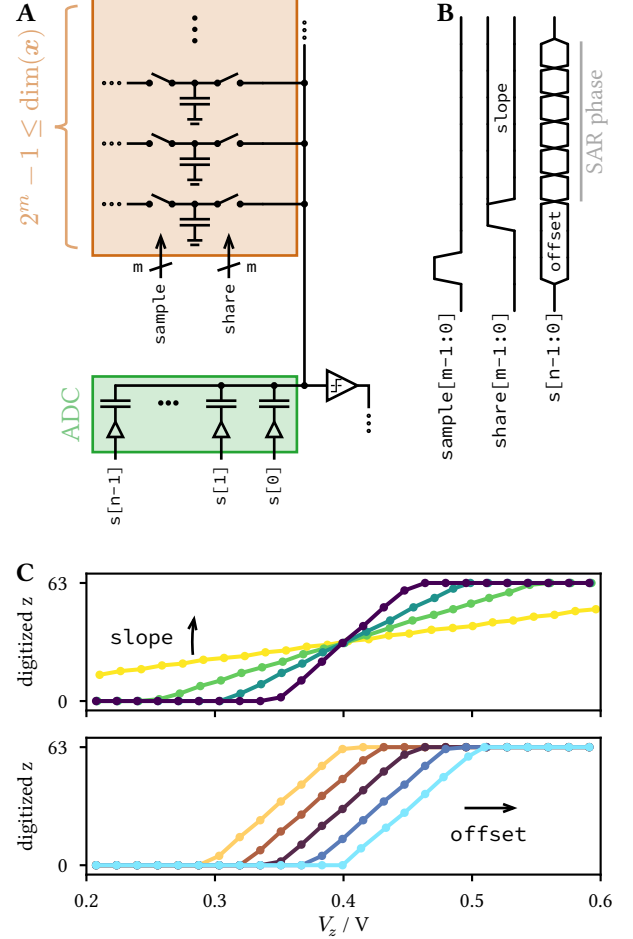 A
B
2^m − 1 ≤ dim(x)
m
m
sample
share
ADC
s[n-1]
s[1]
s[0]
slope
offset
SAR phase
sample[m-1:0]
share[m-1:0]
s[n-1:0]
C
63
slope
digitized z
0
63
digitized z
offset
0
0.2
0.3
0.4
0.5
0.6
V_z / V